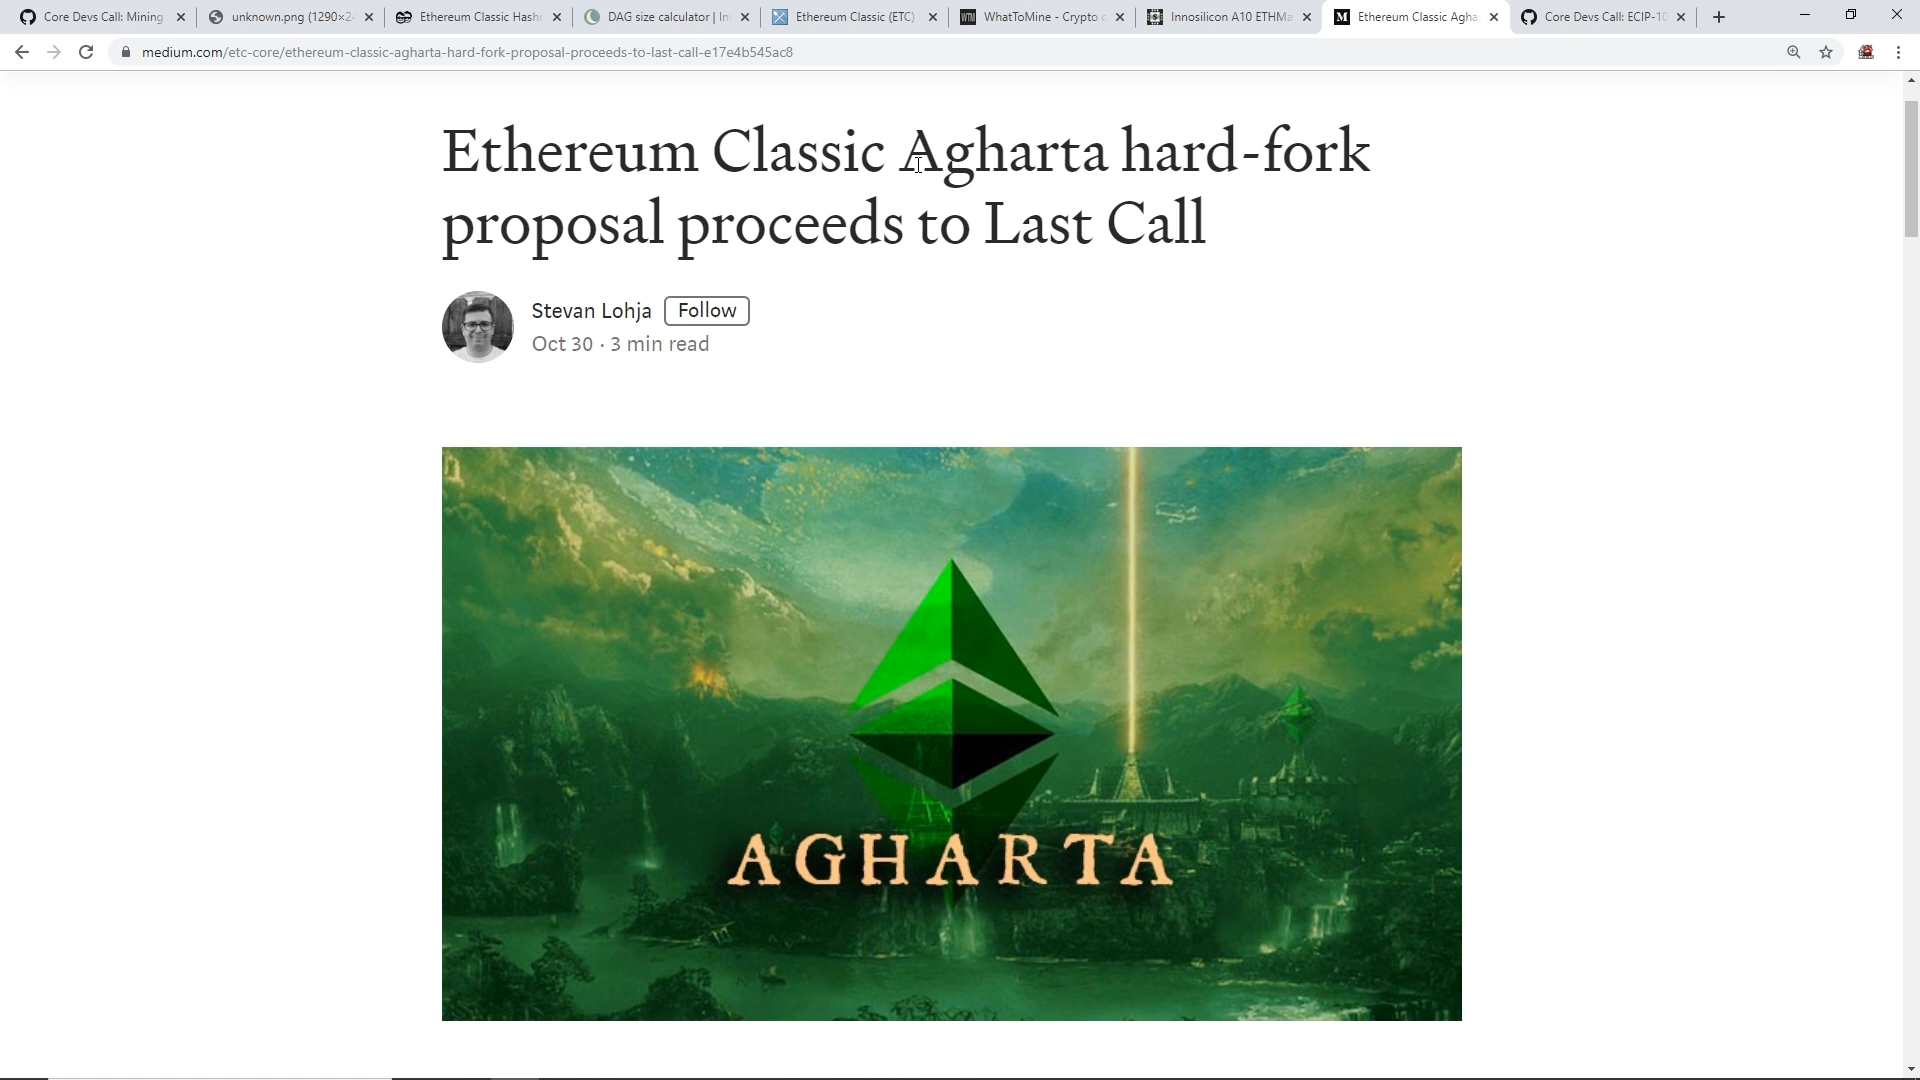 Core Devs Call: Mining
unknown.png (1290×2
Ethereum Classic Hashr
DAG size calculator | In
Ethereum Classic (ETC)
WhatToMine - Crypto c
Innosilicon A10 ETHMa
Ethereum Classic Agha
Core Devs Call: ECIP-10
medium.com/etc-core/ethereum-classic-agharta-hard-fork-proposal-proceeds-to-last-call-e17e4b545ac8
Ethereum Classic Agharta hard-fork
proposal proceeds to Last Call
Stevan Lohja Follow
Oct 30 · 3 min read
AGHARTA